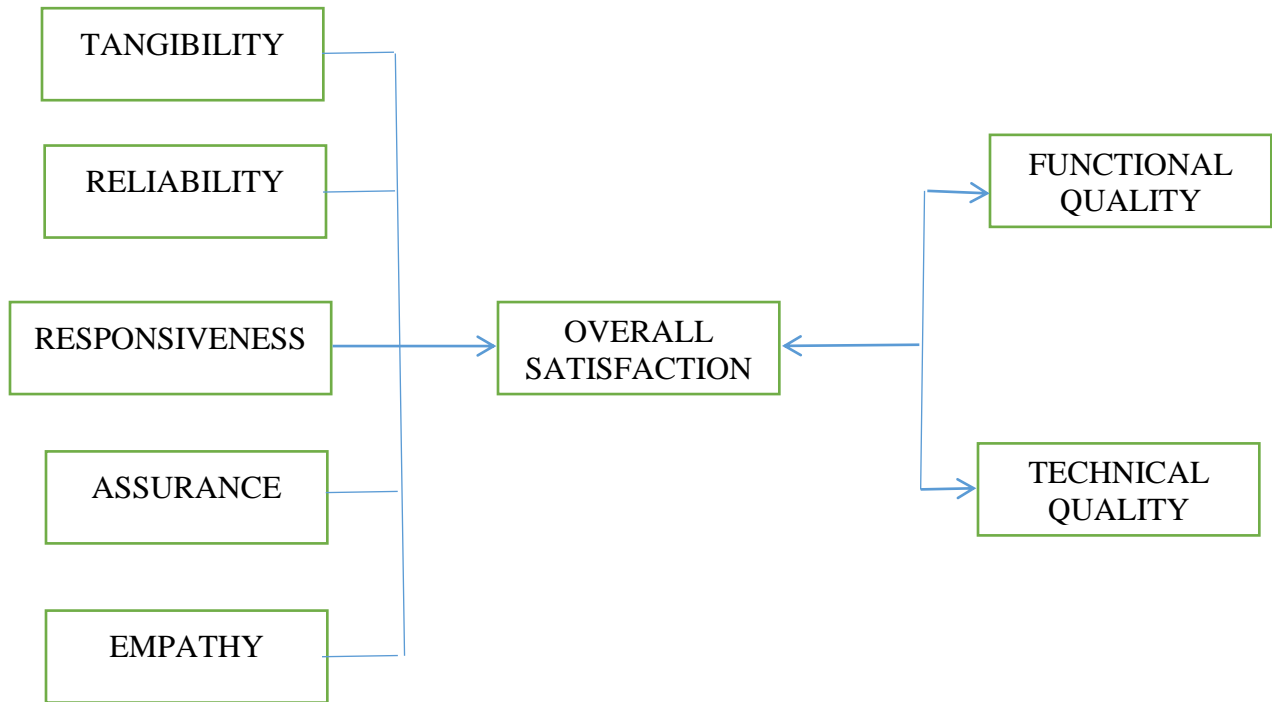 TANGIBILITY
RELIABILITY
RESPONSIVENESS
ASSURANCE
EMPATHY
OVERALL
SATISFACTION
FUNCTIONAL
QUALITY
TECHNICAL
QUALITY